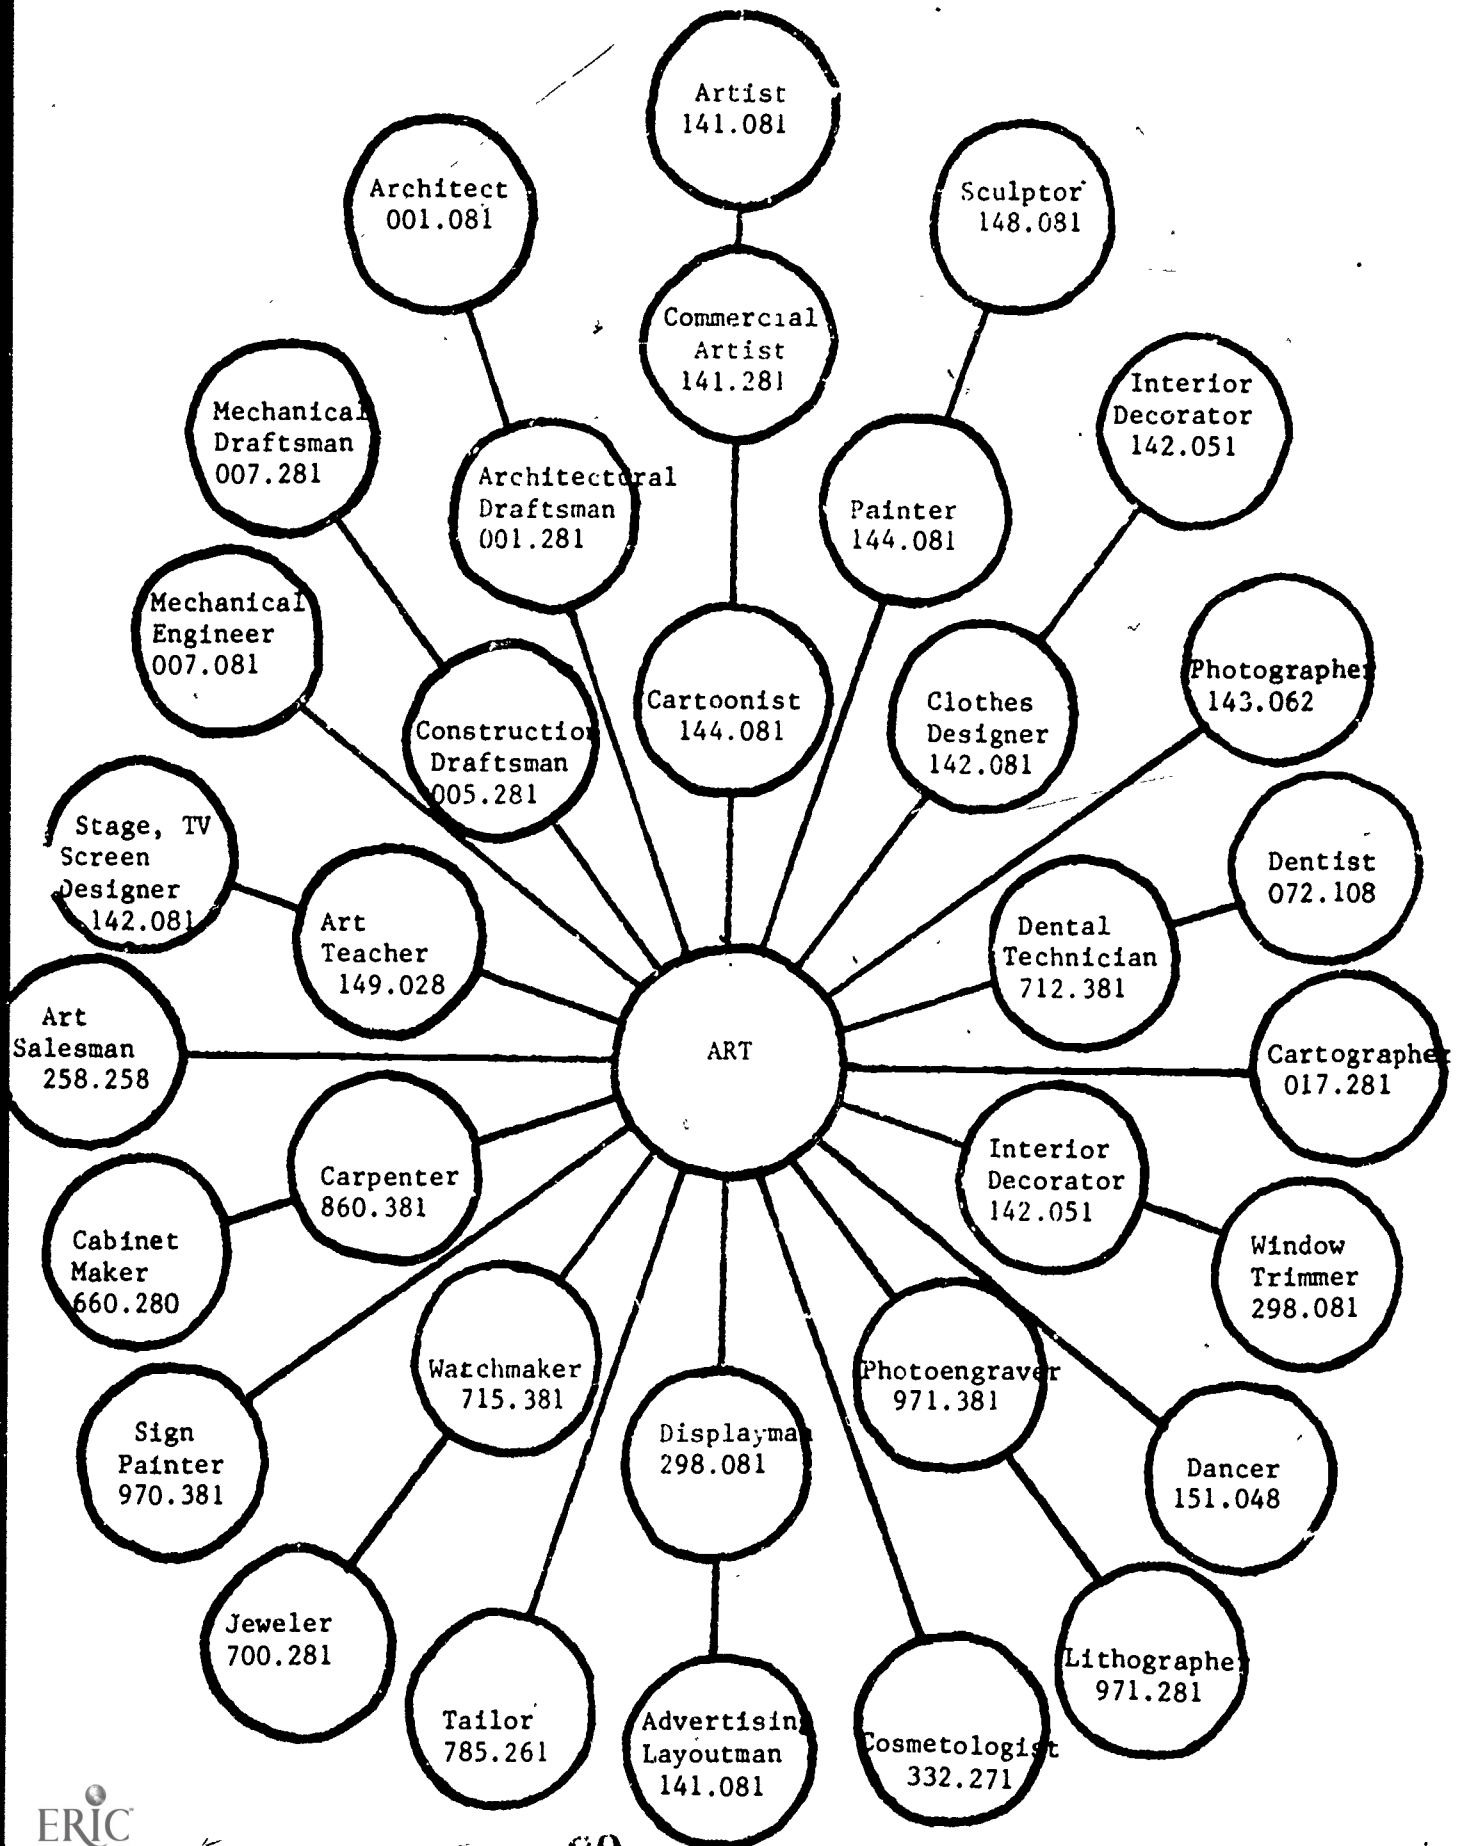 Artist
141.081
Architect
001.081
Sculptor
148.081
Commercial
Artist
141.281
Interior
Decorator
142.051
Mechanical
Draftsman
007.281
Architectural
Draftsman
001.281
Painter
144.081
Mechanical
Engineer
007.081
Photographer
143.062
Cartoonist
144.081
Clothes
Designer
142.081
Construction
Draftsman
005.281
Stage, TV
Screen
Designer
142.081
Dentist
072.108
Art
Teacher
149.028
Dental
Technician
712.381
Art
Salesman
258.258
ART
Cartographer
017.281
Carpenter
860.381
Interior
Decorator
142.051
Cabinet
Maker
660.280
Window
Trimmer
298.081
Watchmaker
715.381
Photoengraver
971.381
Sign
Painter
970.381
Displayman
298.081
Dancer
151.048
Jeweler
700.281
Lithographer
971.281
Tailor
785.261
Advertising
Layoutman
141.081
Cosmetologist
332.271
ERIC